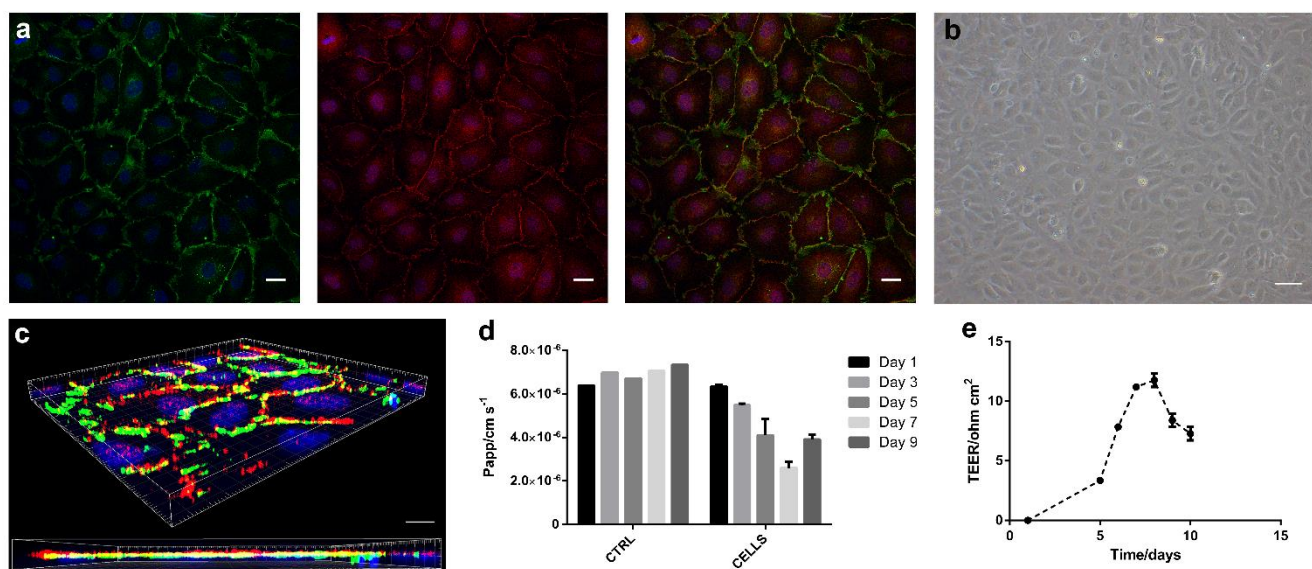 a
b
c
d
8.0×10⁻⁶
6.0×10⁻⁶
4.0×10⁻⁶
2.0×10⁻⁶
Papp/cm s⁻¹
CTRL
CELLS
Day 1
Day 3
Day 5
Day 7
Day 9
e
15
10
5
0
TEER/ohm cm²
0
5
10
15
Time/days